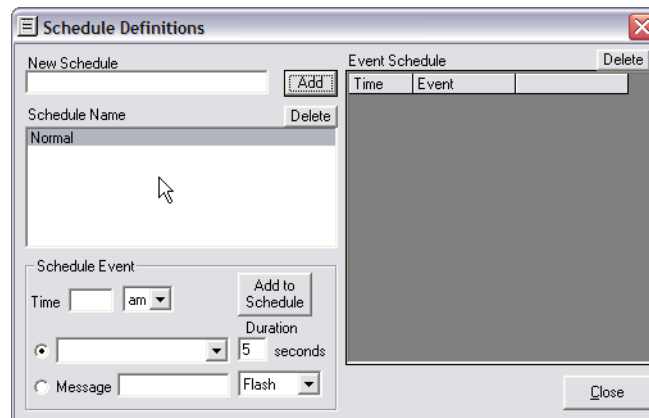 Schedule Definitions
New Schedule
Add
Schedule Name
Delete
Normal
Schedule Event
Time
am
Add to
Schedule
Duration
5 seconds
Message
Flash
Event Schedule
Delete
Time Event
Close